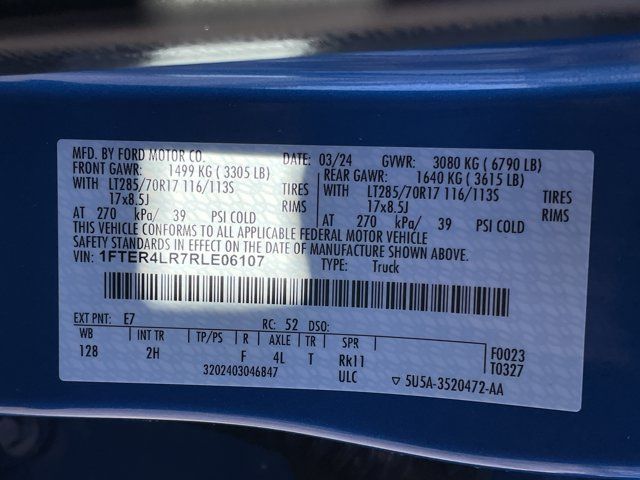 MFD. BY FORD MOTOR CO. DATE: 03/24 GVWR: 3080 KG ( 6790 LB)
FRONT GAWR: 1499 KG ( 3305 LB) REAR GAWR: 1640 KG ( 3615 LB)
WITH LT285/70R17 116/113S TIRES WITH LT285/70R17 116/113S TIRES
17x8.5J RIMS 17x8.5J RIMS
AT 270 kPa/ 39 PSI COLD AT 270 kPa/ 39 PSI COLD
THIS VEHICLE CONFORMS TO ALL APPLICABLE FEDERAL MOTOR VEHICLE
SAFETY STANDARDS IN EFFECT ON THE DATE OF MANUFACTURE SHOWN ABOVE.
VIN: 1FTER4LR7RLE06107 TYPE: Truck
EXT PNT: E7 RC: 52 DSO:
WB INT TR TP/PS R AXLE TR SPR F0023
128 2H F 4L T Rk11 T0327
3202403046847 ULC ▽ 5U5A-3520472-AA